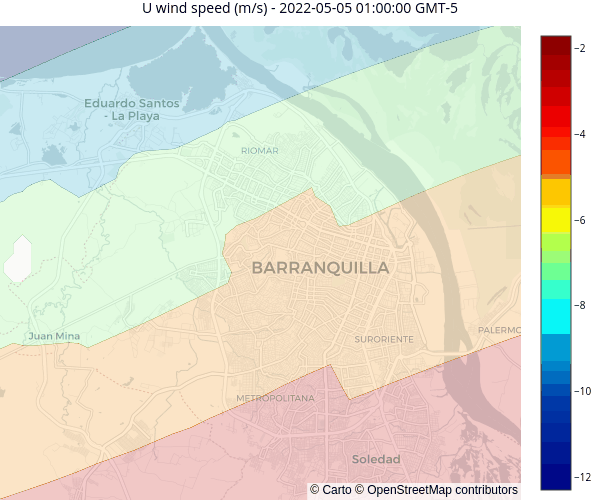 U wind speed (m/s) - 2022-05-05 01:00:00 GMT-5
−2
Eduardo Santos
- La Playa
−4
RIOMAR
−6
BARRANQUILLA
−8
PALERMO
Juan Mina
SURORIENTE
−10
METROPOLITANA
Soledad
−12
© Carto © OpenStreetMap contributors